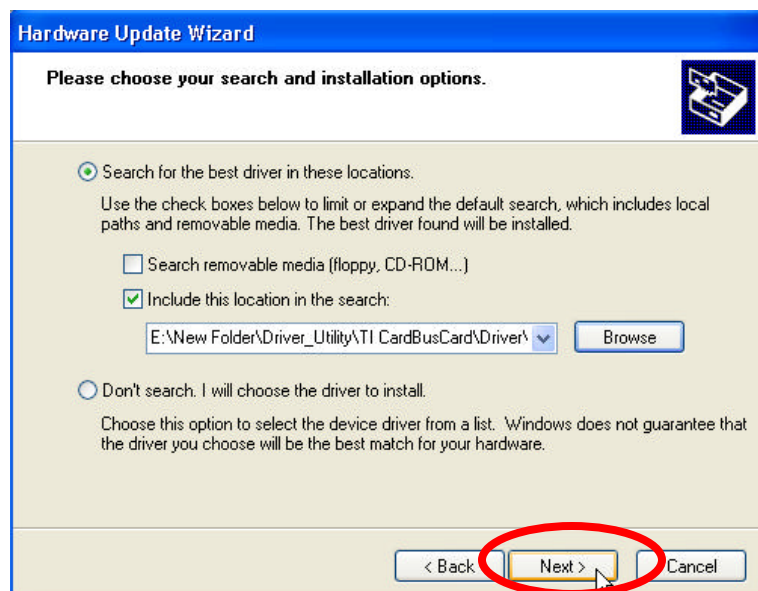 Hardware Update Wizard
Please choose your search and installation options.
Search for the best driver in these locations.
Use the check boxes below to limit or expand the default search, which includes local
paths and removable media. The best driver found will be installed.
Search removable media (floppy, CD-ROM...)
Include this location in the search:
E:\New Folder\Driver_Utility\TI CardBusCard\Driver\
Browse
Don't search. I will choose the driver to install.
Choose this option to select the device driver from a list. Windows does not guarantee that
the driver you choose will be the best match for your hardware.
< Back Next > Cancel